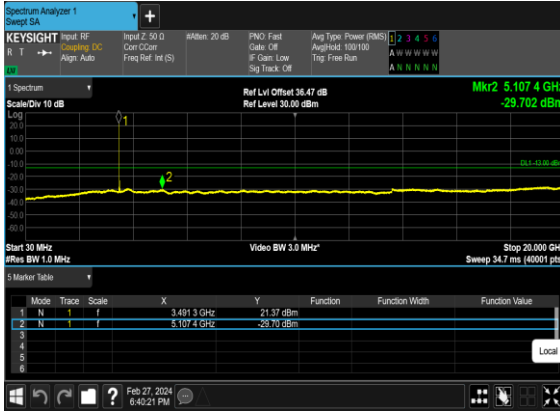 Spectrum Analyzer 1
Swept SA
+
KEYSIGHT
R T
Input: RF
Coupling: DC
Align: Auto
Input Z: 50 Ω
Corr CCorr
Freq Ref: Int (S)
#Atten: 20 dB
PNO: Fast
Gate: Off
IF Gain: Low
Sig Track: Off
Avg Type: Power (RMS)
Avg|Hold: 100/100
Trig: Free Run
1 2 3 4 5 6
A W W W W W
A N N N N N
1 Spectrum
Scale/Div 10 dB
Ref Lvl Offset 36.47 dB
Ref Level 30.00 dBm
Mkr2 5.107 4 GHz
-29.702 dBm
Log
20.0
10.0
0.00
-10.0
-20.0
-30.0
-40.0
-50.0
-60.0
1
2
DL1 -13.00 dBm
Start 30 MHz
#Res BW 1.0 MHz
Video BW 3.0 MHz*
Stop 20.000 GH
Sweep 34.7 ms (40001 pts
5 Marker Table
Mode Trace Scale X Y Function Function Width Function Value
1 N 1 f 3.491 3 GHz 21.37 dBm
2 N 1 f 5.107 4 GHz -29.70 dBm
3
4
5
6
Local
?
Feb 27, 2024
6:40:21 PM